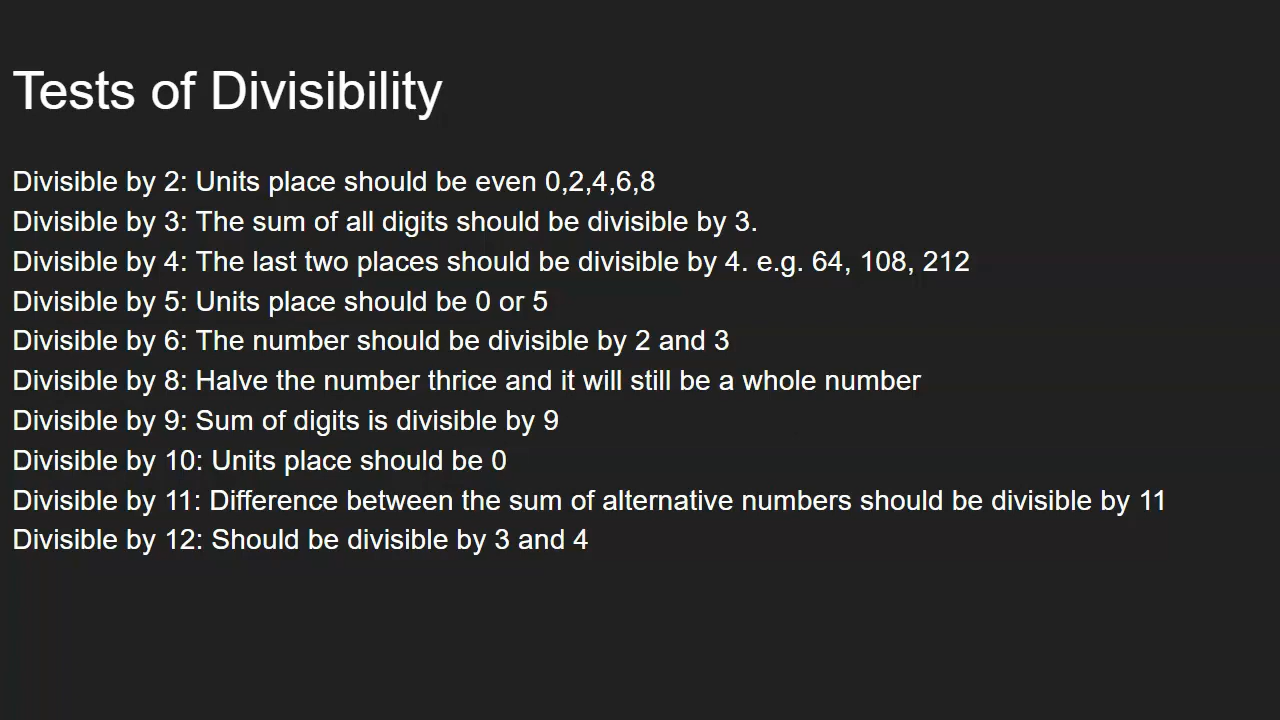 Tests of Divisibility
Divisible by 2: Units place should be even 0,2,4,6,8
Divisible by 3: The sum of all digits should be divisible by 3.
Divisible by 4: The last two places should be divisible by 4. e.g. 64, 108, 212
Divisible by 5: Units place should be 0 or 5
Divisible by 6: The number should be divisible by 2 and 3
Divisible by 8: Halve the number thrice and it will still be a whole number
Divisible by 9: Sum of digits is divisible by 9
Divisible by 10: Units place should be 0
Divisible by 11: Difference between the sum of alternative numbers should be divisible by 11
Divisible by 12: Should be divisible by 3 and 4